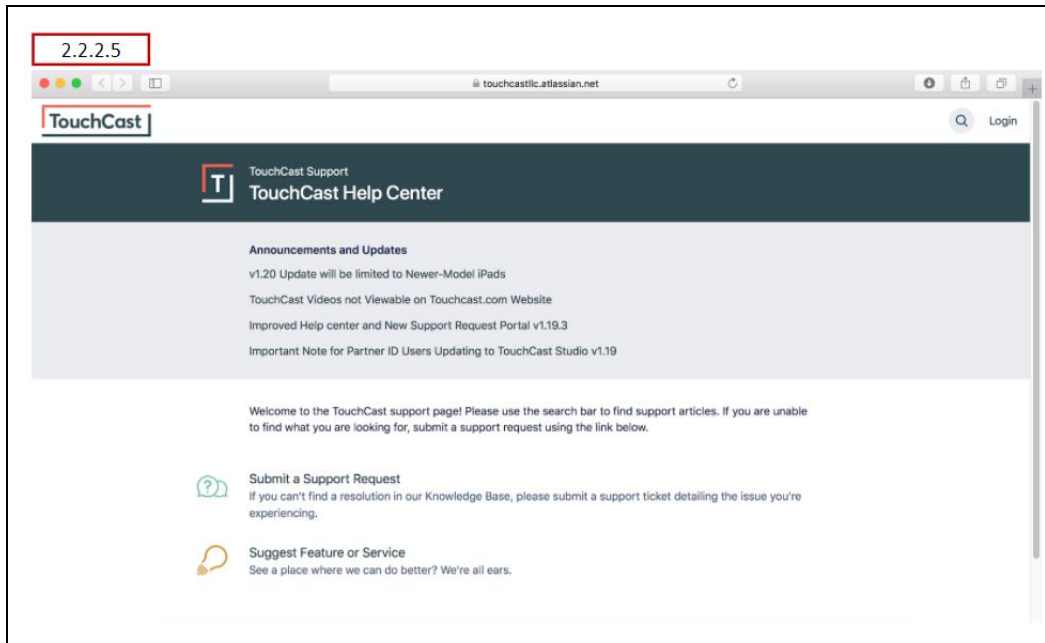 2.2.2.5
touchcastllc.atlassian.net
TouchCast
Login
T
TouchCast Support
TouchCast Help Center
Announcements and Updates
v1.20 Update will be limited to Newer-Model iPads
TouchCast Videos not Viewable on Touchcast.com Website
Improved Help center and New Support Request Portal v1.19.3
Important Note for Partner ID Users Updating to TouchCast Studio v1.19
Welcome to the TouchCast support page! Please use the search bar to find support articles. If you are unable
to find what you are looking for, submit a support request using the link below.
Submit a Support Request
If you can't find a resolution in our Knowledge Base, please submit a support ticket detailing the issue you're
experiencing.
Suggest Feature or Service
See a place where we can do better? We're all ears.